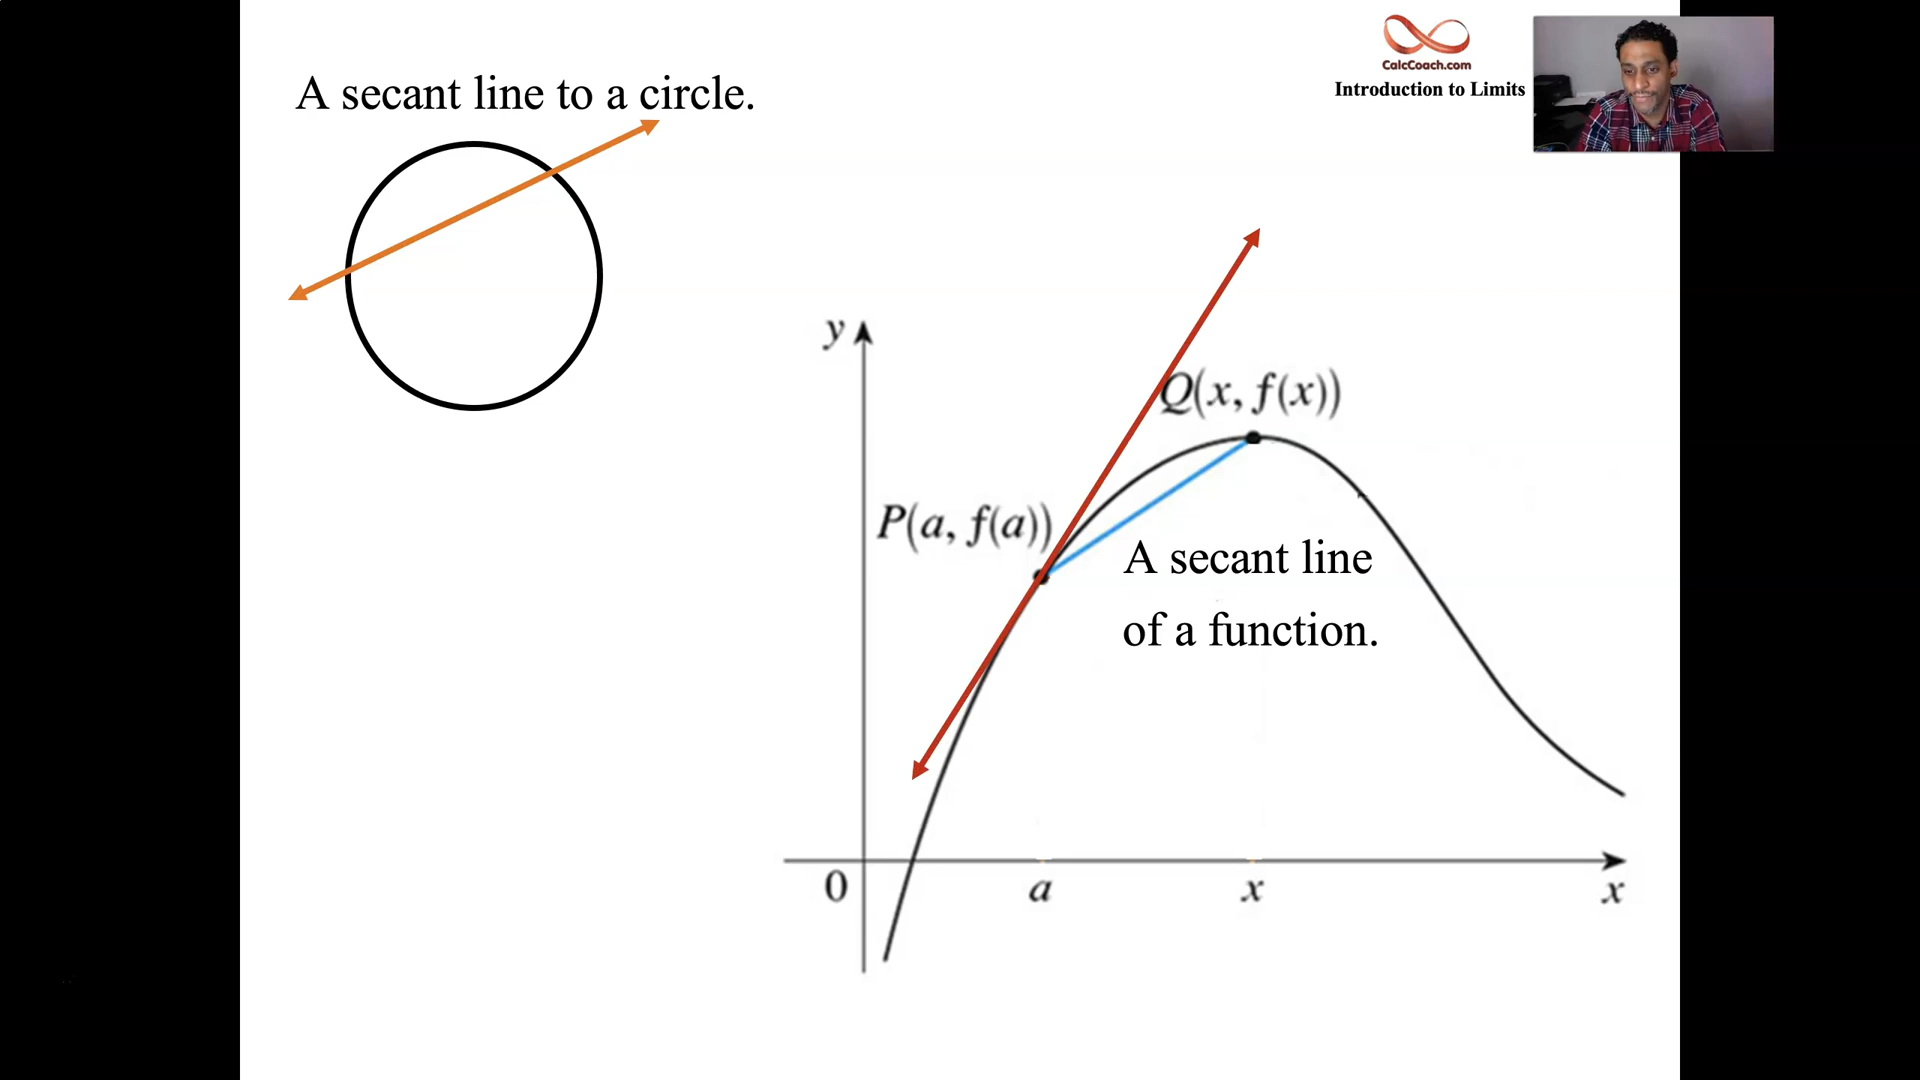 A secant line to a circle.
CalcCoach.com
Introduction to Limits
y
Q(x, f(x))
P(a, f(a))
A secant line
of a function.
0
a
x
x